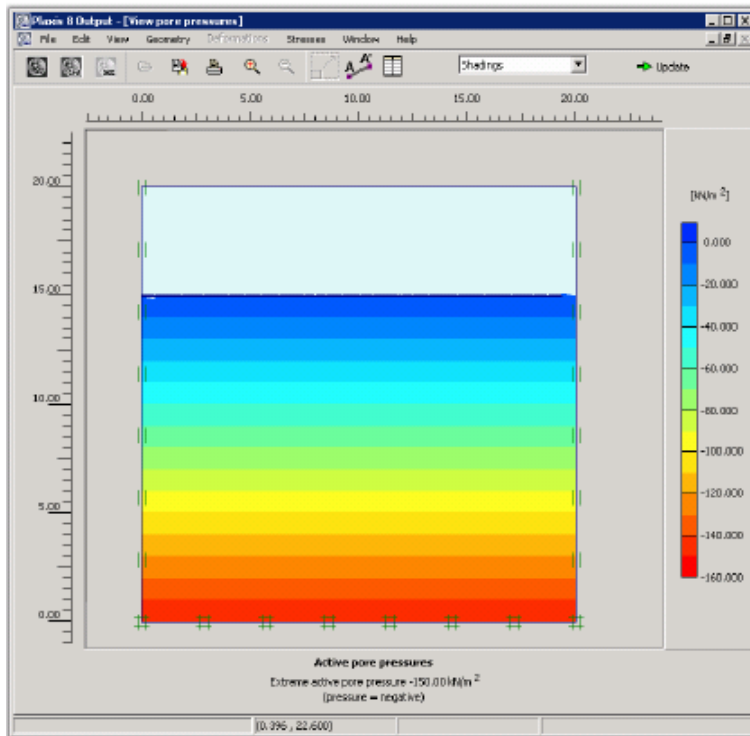 Plaxis 8 Output - [View pore pressures]
File Edit View Geometry Deformations Stresses Window Help
Shadings
Update
0.00 5.00 10.00 15.00 20.00
20.00
15.00
10.00
5.00
0.00
[kN/m ²]
0.000
-20.000
-40.000
-60.000
-80.000
-100.000
-120.000
-140.000
-160.000
Active pore pressures
Extreme active pore pressure -150.00 kN/m ²
(pressure = negative)
(0.396 , 22.600)